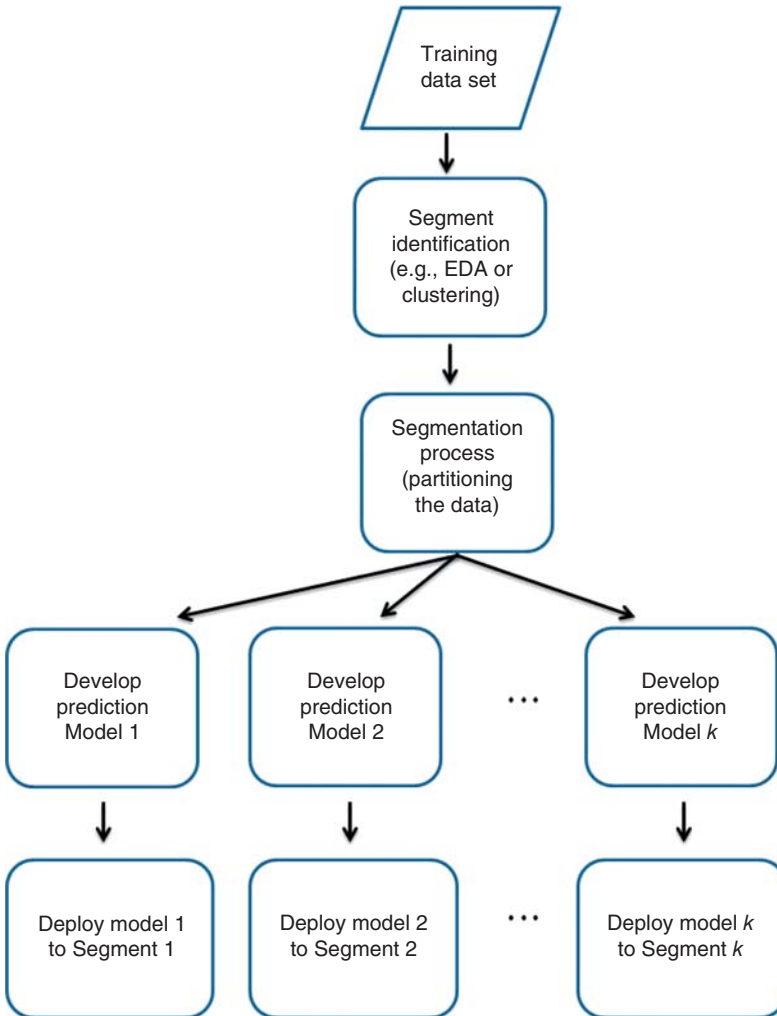 Training
data set
Segment
identification
(e.g., EDA or
clustering)
Segmentation
process
(partitioning
the data)
Develop
prediction
Model 1
Develop
prediction
Model 2
...
Develop
prediction
Model k
Deploy model 1
to Segment 1
Deploy model 2
to Segment 2
...
Deploy model k
to Segment k